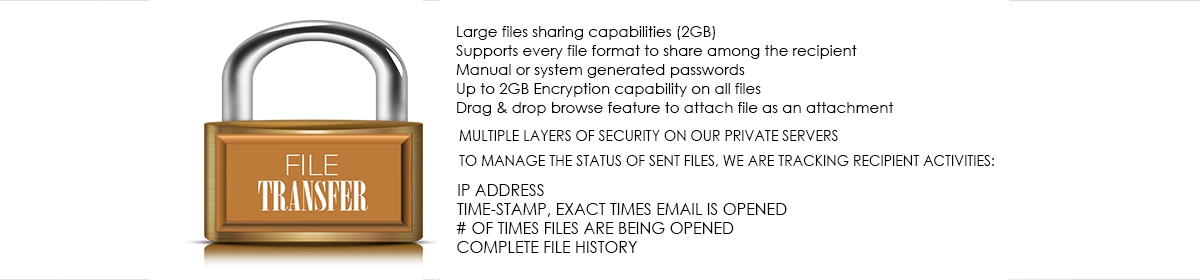 FILE
TRANSFER
Large files sharing capabilities (2GB)
Supports every file format to share among the recipient
Manual or system generated passwords
Up to 2GB Encryption capability on all files
Drag & drop browse feature to attach file as an attachment
MULTIPLE LAYERS OF SECURITY ON OUR PRIVATE SERVERS
TO MANAGE THE STATUS OF SENT FILES, WE ARE TRACKING RECIPIENT ACTIVITIES:
IP ADDRESS
TIME-STAMP, EXACT TIMES EMAIL IS OPENED
# OF TIMES FILES ARE BEING OPENED
COMPLETE FILE HISTORY